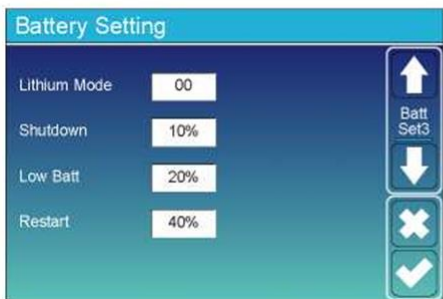 Battery Setting
Lithium Mode 00
Shutdown 10%
Low Batt 20%
Restart 40%
Batt
Set3